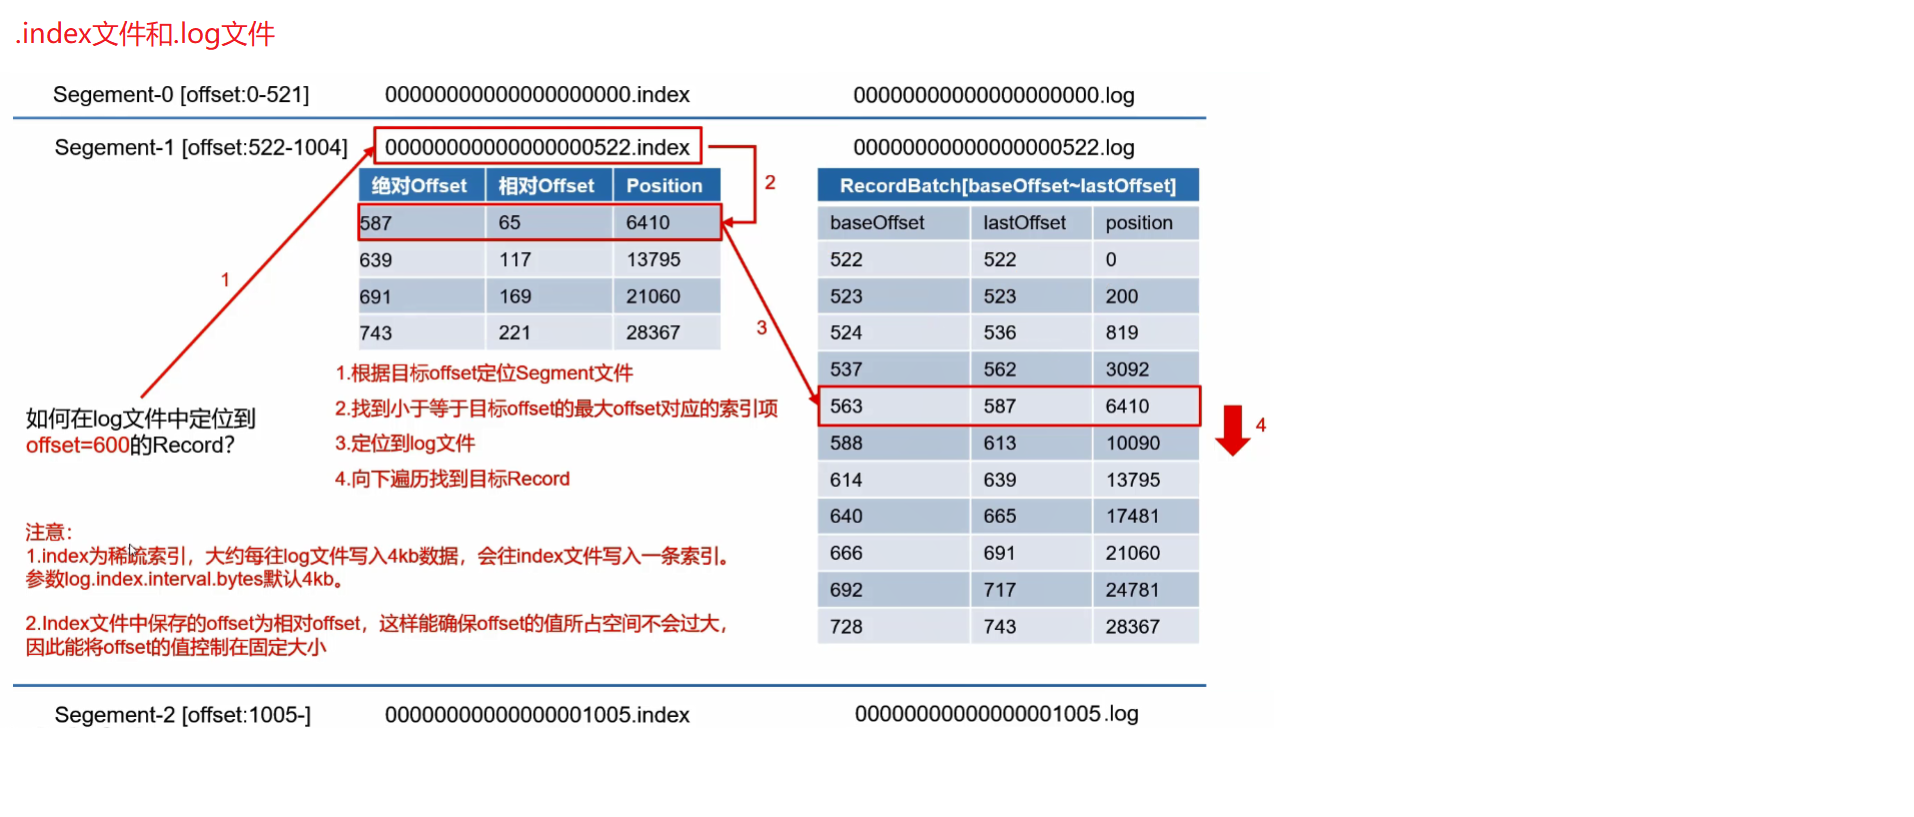 .index文件和.log文件
Segement-0 [offset:0-521] 00000000000000000000.index 00000000000000000000.log
Segement-1 [offset:522-1004] 00000000000000000522.index 00000000000000000522.log
绝对Offset 相对Offset Position
587 65 6410
639 117 13795
691 169 21060
743 221 28367
RecordBatch[baseOffset~lastOffset]
baseOffset lastOffset position
522 522 0
523 523 200
524 536 819
537 562 3092
563 587 6410
588 613 10090
614 639 13795
640 665 17481
666 691 21060
692 717 24781
728 743 28367
1
2
3
4
如何在log文件中定位到
offset=600的Record？
1.根据目标offset定位Segment文件
2.找到小于等于目标offset的最大offset对应的索引项
3.定位到log文件
4.向下遍历找到目标Record
注意：
1.index为稀疏索引，大约每往log文件写入4kb数据，会往index文件写入一条索引。
参数log.index.interval.bytes默认4kb。
2.Index文件中保存的offset为相对offset，这样能确保offset的值所占空间不会过大，
因此能将offset的值控制在固定大小
Segement-2 [offset:1005-] 00000000000000001005.index 00000000000000001005.log